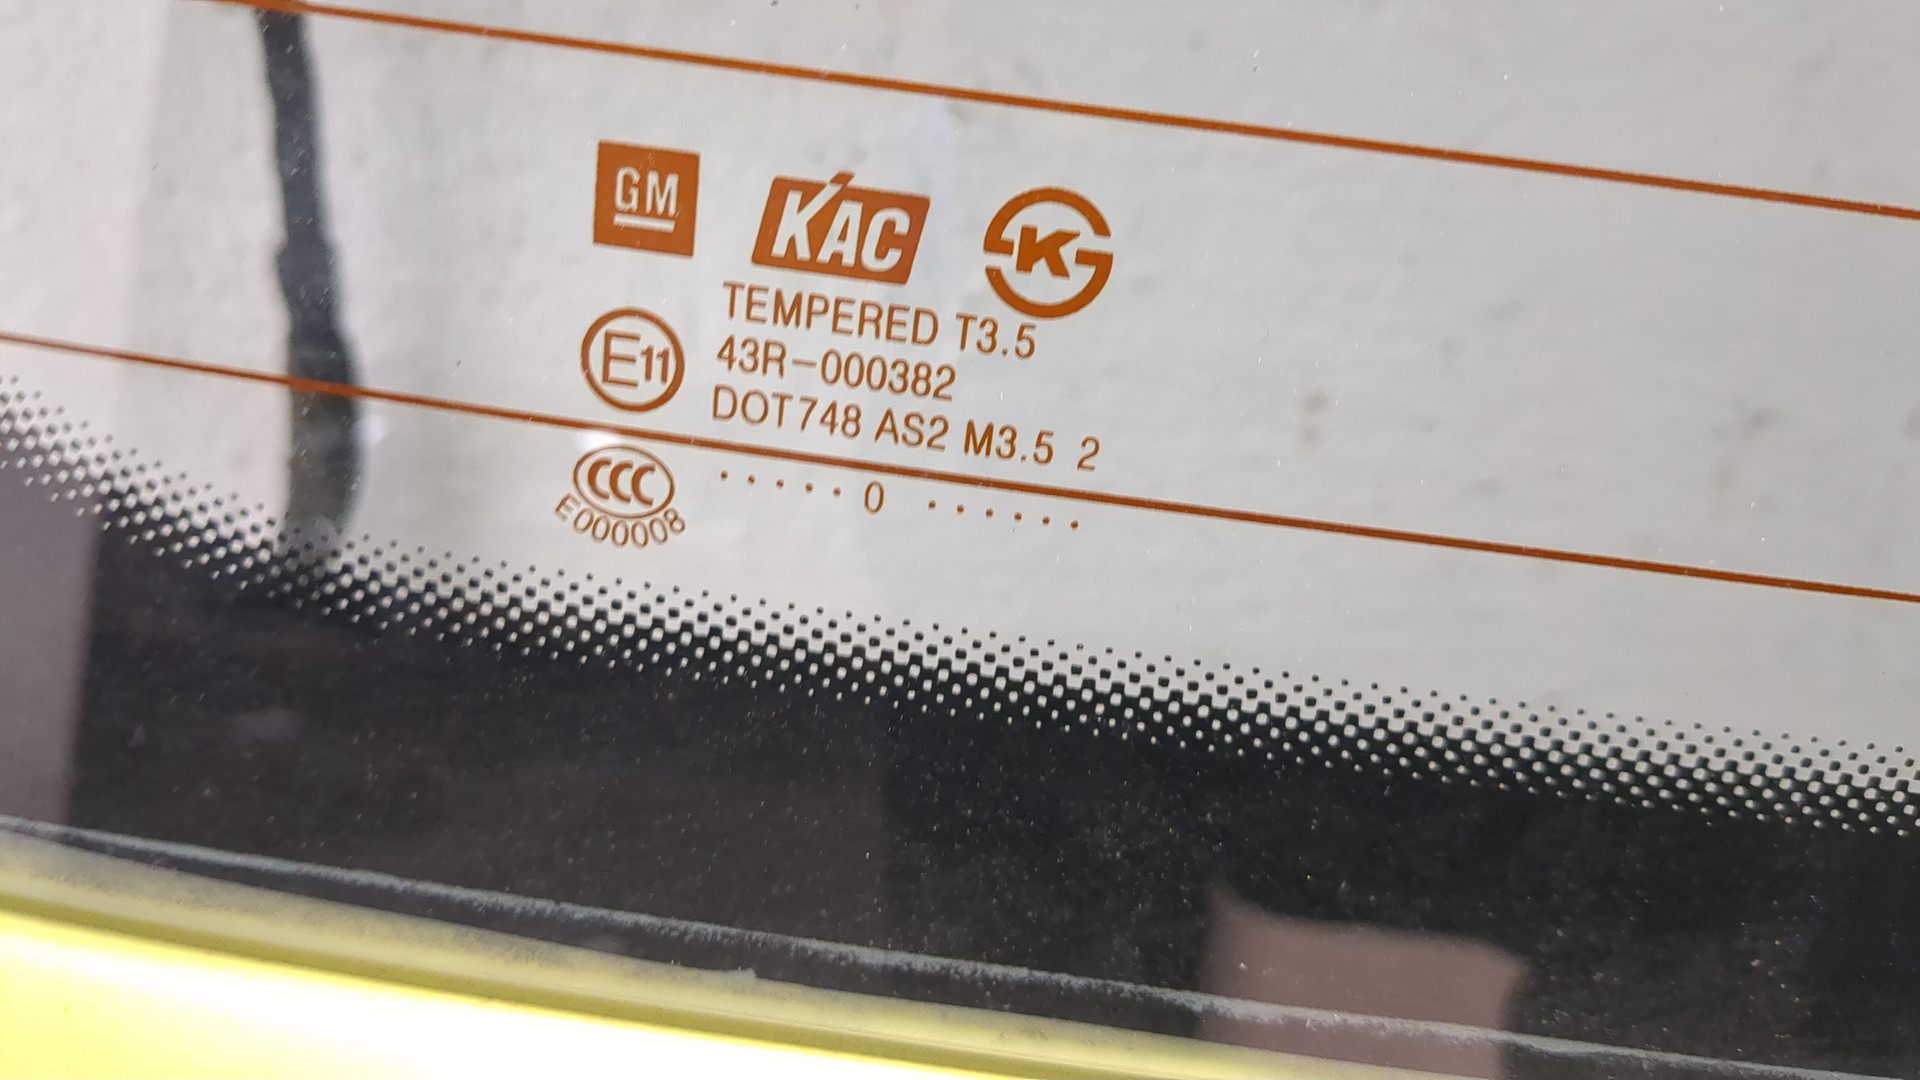 GM KAC K
TEMPERED T3.5
E11 43R-000382
DOT748 AS2 M3.5 2
CCC ·····0 ······
E000008